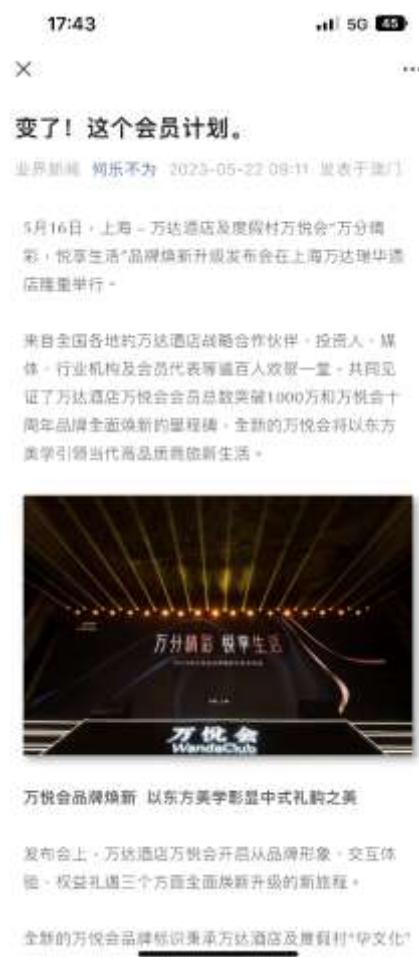 17:43
5G 45
变了！这个会员计划。
业界新闻 何乐不为 2023-05-22 09:11 发表于澳门
5月16日，上海 – 万达酒店及度假村万悦会“万分精
彩，悦享生活”品牌焕新升级发布会在上海万达瑞华酒
店隆重举行。
来自全国各地的万达酒店战略合作伙伴、投资人、媒
体、行业机构及会员代表等逾百人欢聚一堂，共同见
证了万达酒店万悦会会员总数突破1000万和万悦会十
周年品牌全面焕新的里程碑，全新的万悦会将以东方
美学引领当代高品质商旅新生活。
万分精彩 悦享生活
万悦会
WandaClub
万悦会品牌焕新 以东方美学彰显中式礼韵之美
发布会上，万达酒店万悦会开启从品牌形象、交互体
验、权益礼遇三个方面全面焕新升级的新旅程。
全新的万悦会品牌标识秉承万达酒店及度假村“华文化”